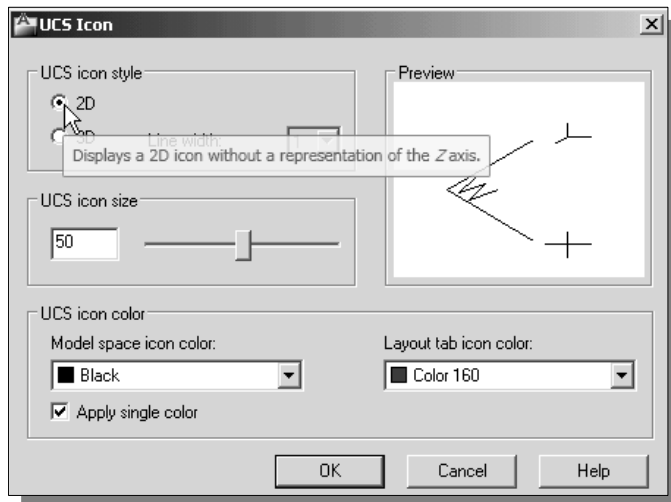 UCS Icon
UCS icon style
2D
3D Line width: 1
Displays a 2D icon without a representation of the Z axis.
Preview
UCS icon size
50
UCS icon color
Model space icon color:
Black
Apply single color
Layout tab icon color:
Color 160
OK Cancel Help